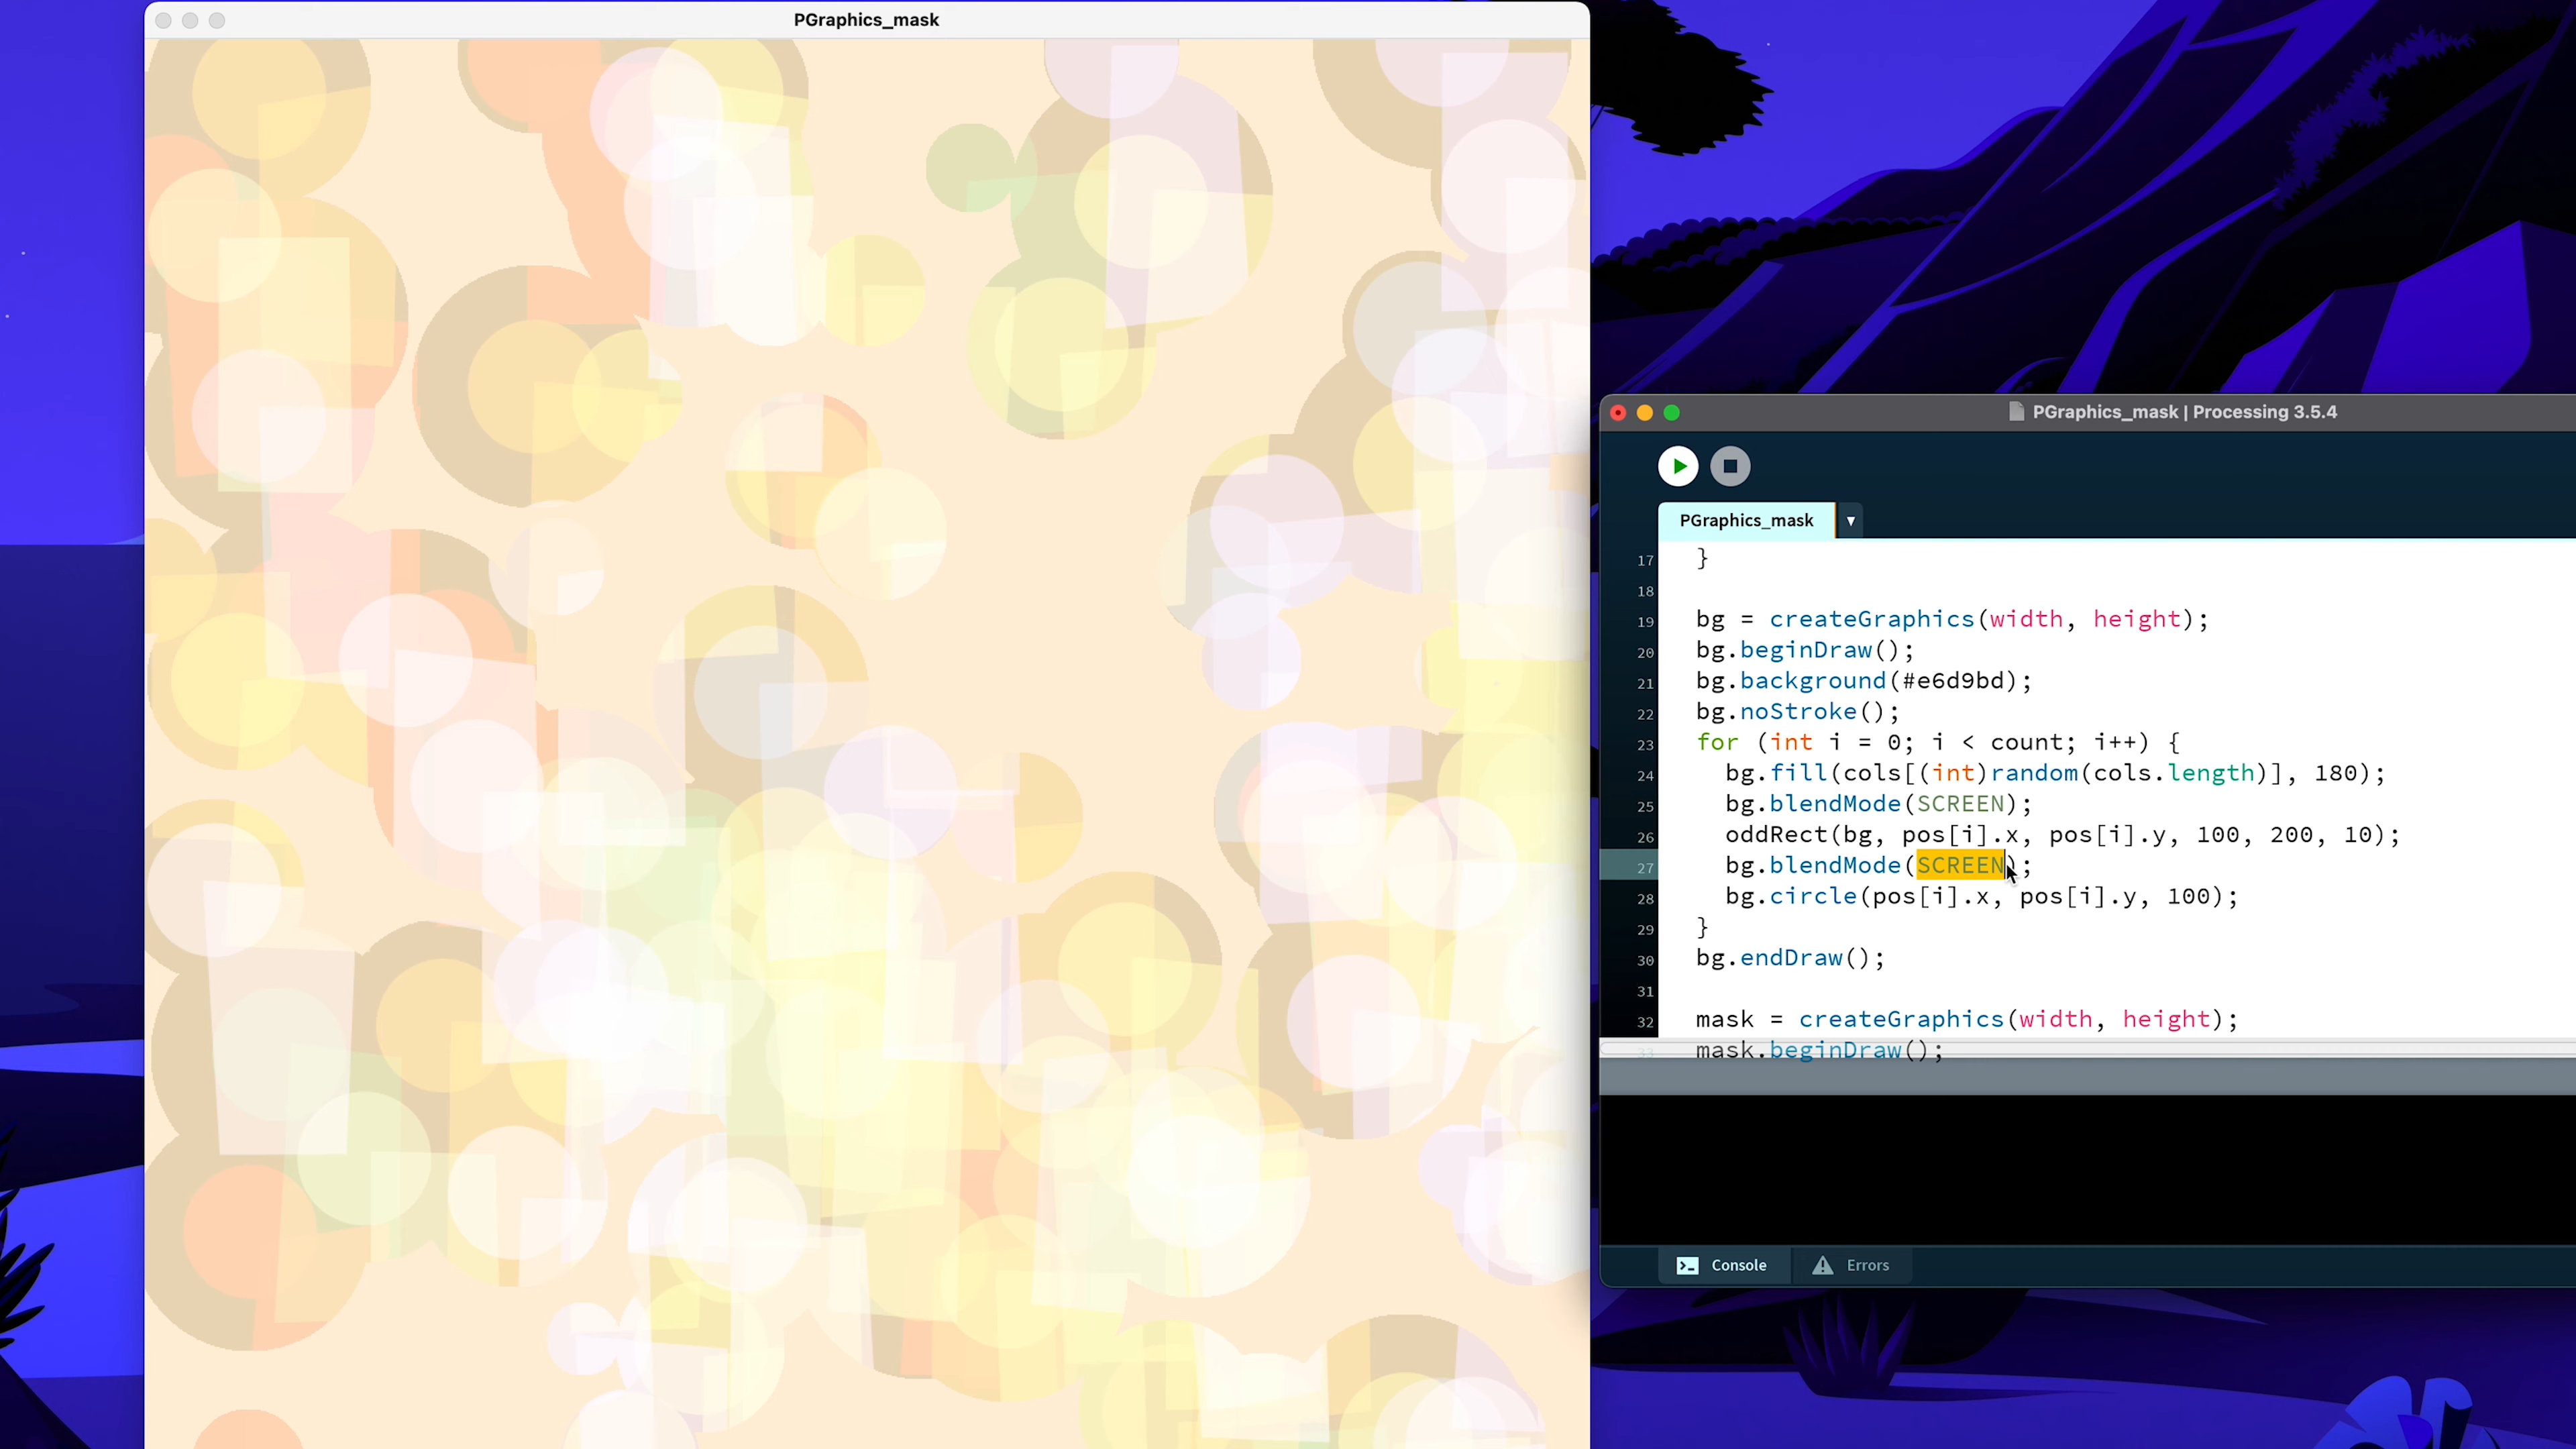 PGraphics_mask
PGraphics_mask | Processing 3.5.4
PGraphics_mask ▼
17 }
18
19 bg = createGraphics(width, height);
20 bg.beginDraw();
21 bg.background(#e6d9bd);
22 bg.noStroke();
23 for (int i = 0; i < count; i++) {
24 bg.fill(cols[(int)random(cols.length)], 180);
25 bg.blendMode(SCREEN);
26 oddRect(bg, pos[i].x, pos[i].y, 100, 200, 10);
27 bg.blendMode(SCREEN);
28 bg.circle(pos[i].x, pos[i].y, 100);
29 }
30 bg.endDraw();
31
32 mask = createGraphics(width, height);
33 mask.beginDraw();
Console Errors